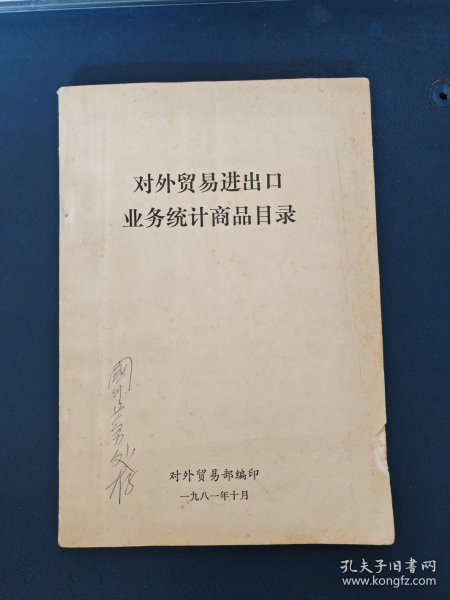 对外贸易进出口
业务统计商品目录
对外贸易部编印
一九八一年十月
孔夫子旧书网
www.kongfz.com